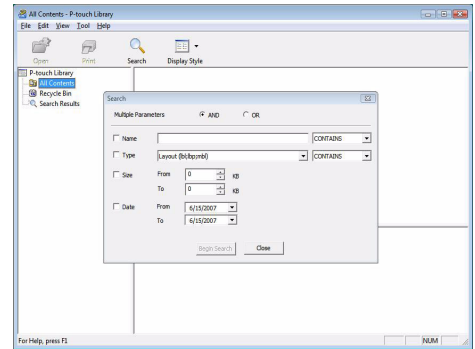 All Contents - P-touch Library
File Edit View Tool Help
Open Print Search Display Style
P-touch Library
All Contents
Recycle Bin
Search Results
Search
Multiple Parameters AND OR
Name CONTAINS
Type Layout (lbl;lbp;mbl) CONTAINS
Size From 0 KB
To 0 KB
Date From 6/15/2007
To 6/15/2007
Begin Search Close
For Help, press F1 NUM